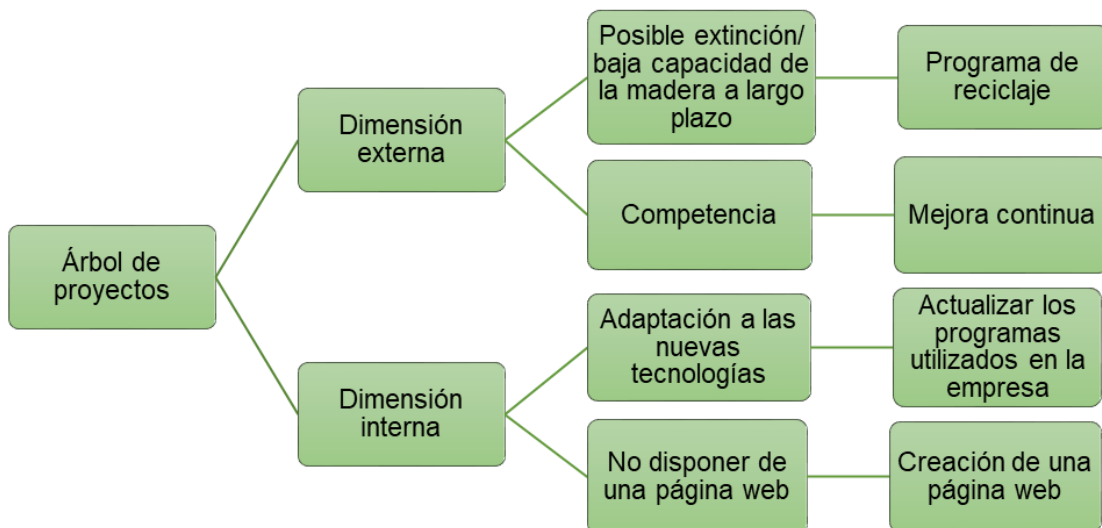 Árbol de
proyectos
Dimensión
externa
Posible extinción/
baja capacidad de
la madera a largo
plazo
Programa de
reciclaje
Competencia
Mejora continua
Dimensión
interna
Adaptación a las
nuevas
tecnologías
Actualizar los
programas
utilizados en la
empresa
No disponer de
una página web
Creación de una
página web